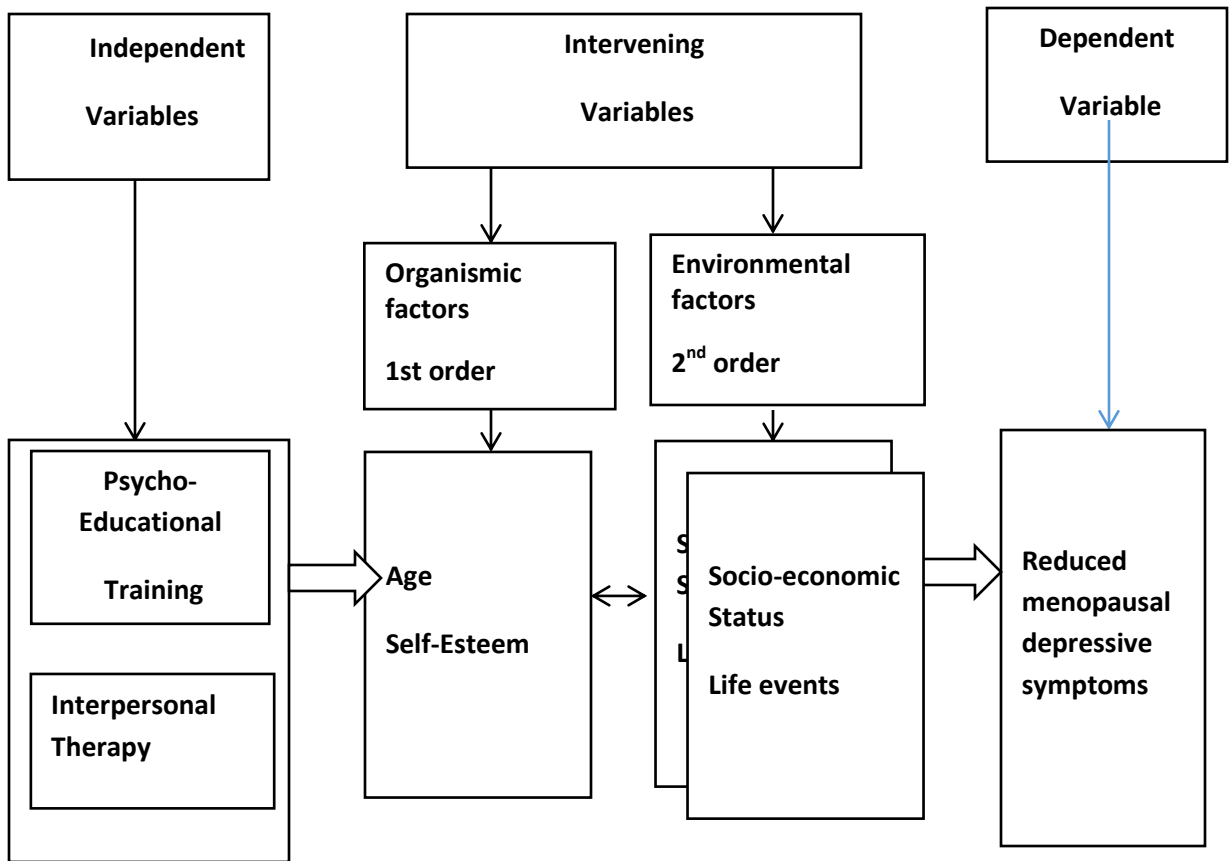 Independent
Variables
Intervening
Variables
Dependent
Variable
Organismic
factors
1st order
Environmental
factors
2nd order
Psycho-
Educational
Training
Interpersonal
Therapy
Age
Self-Esteem
S
S
L
Socio-economic
Status
Life events
Reduced
menopausal
depressive
symptoms